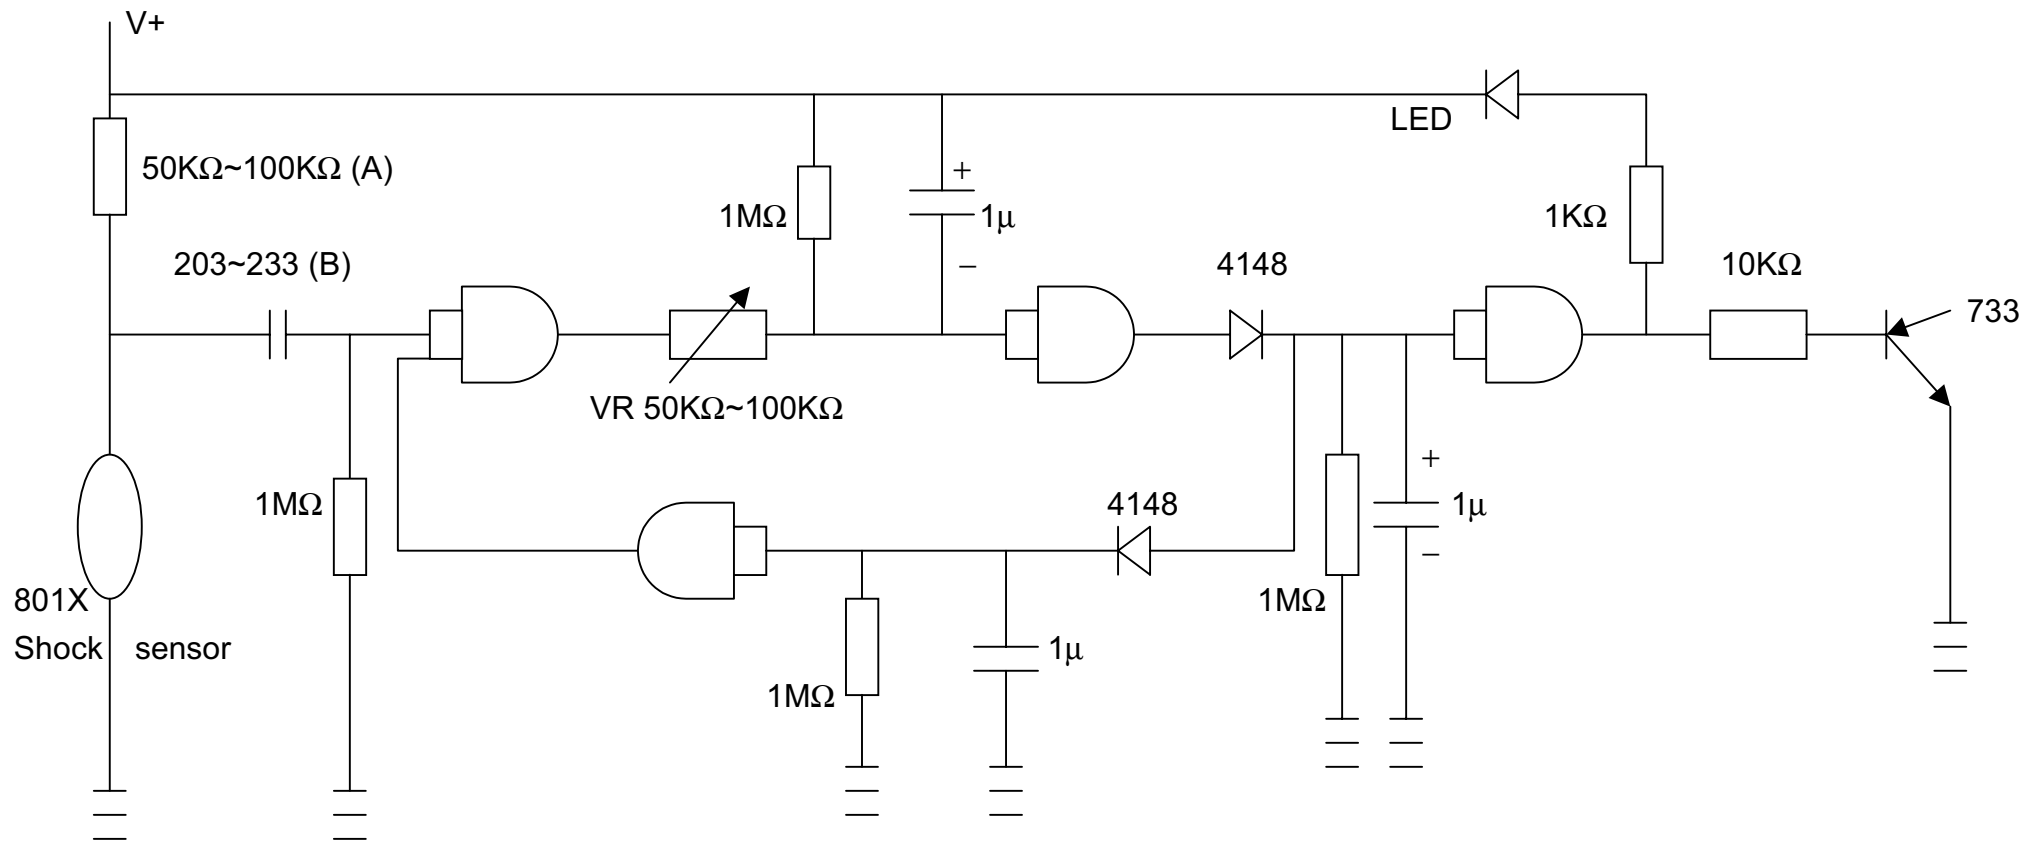 V+
LED
50KΩ~100KΩ (A)
1MΩ
+
1μ
−
1KΩ
203~233 (B)
4148
10KΩ
733
VR 50KΩ~100KΩ
1MΩ
4148
+
1μ
−
801X
Shock sensor
1MΩ
1μ
1MΩ